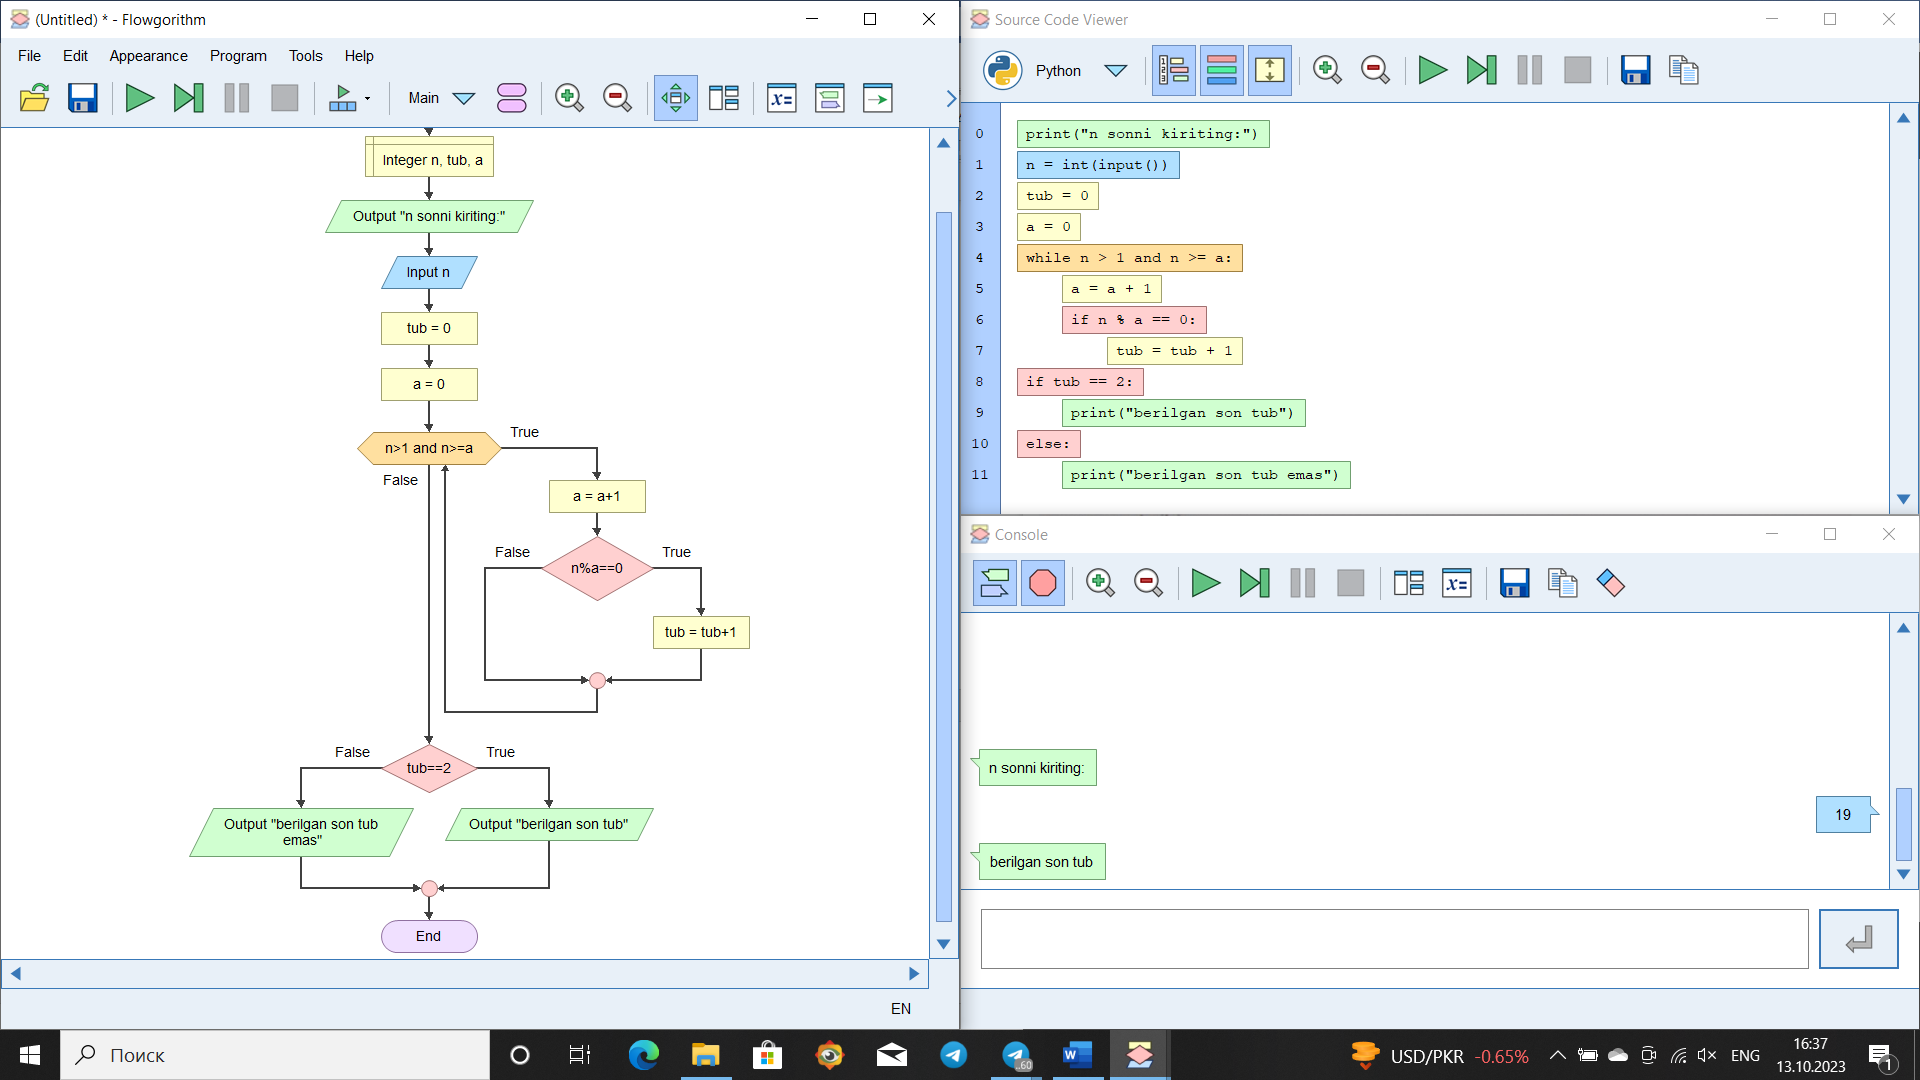 (Untitled) * - Flowgorithm
File Edit Appearance Program Tools Help
Main
Integer n, tub, a
Output "n sonni kiriting:"
Input n
tub = 0
a = 0
n>1 and n>=a
True
False
a = a+1
False
n%a==0
True
tub = tub+1
False
tub==2
True
Output "berilgan son tub
emas"
Output "berilgan son tub"
End
EN
Source Code Viewer
Python
0 print("n sonni kiriting:")
1 n = int(input())
2 tub = 0
3 a = 0
4 while n > 1 and n >= a:
5 a = a + 1
6 if n % a == 0:
7 tub = tub + 1
8 if tub == 2:
9 print("berilgan son tub")
10 else:
11 print("berilgan son tub emas")
Console
n sonni kiriting:
19
berilgan son tub
Поиск
60
USD/PKR -0.65%
ENG
16:37
13.10.2023
1